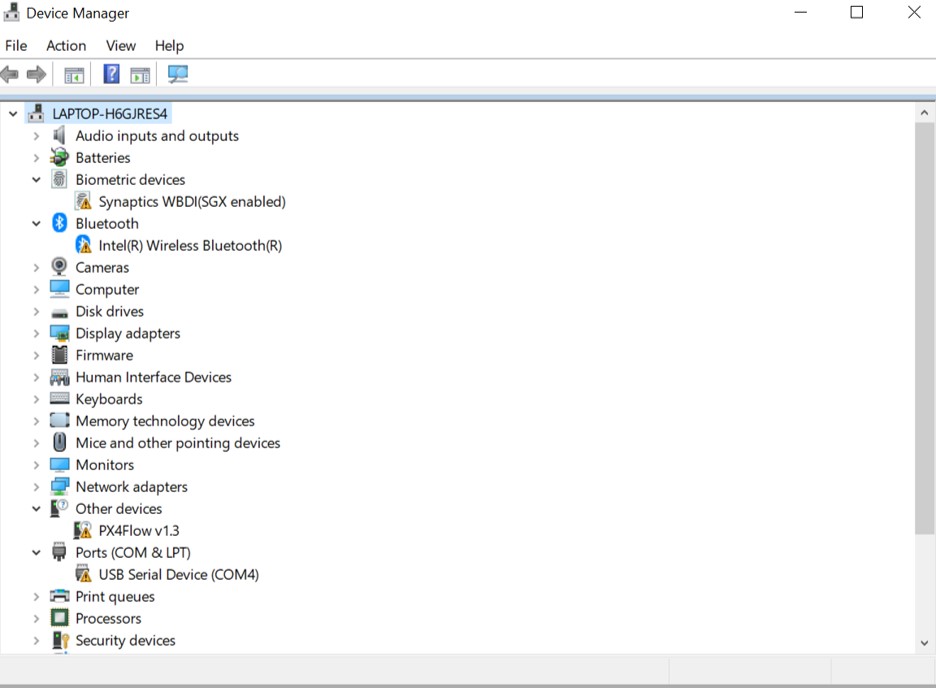 Device Manager
File Action View Help
LAPTOP-H6GJRES4
Audio inputs and outputs
Batteries
Biometric devices
Synaptics WBDI(SGX enabled)
Bluetooth
Intel(R) Wireless Bluetooth(R)
Cameras
Computer
Disk drives
Display adapters
Firmware
Human Interface Devices
Keyboards
Memory technology devices
Mice and other pointing devices
Monitors
Network adapters
Other devices
PX4Flow v1.3
Ports (COM & LPT)
USB Serial Device (COM4)
Print queues
Processors
Security devices